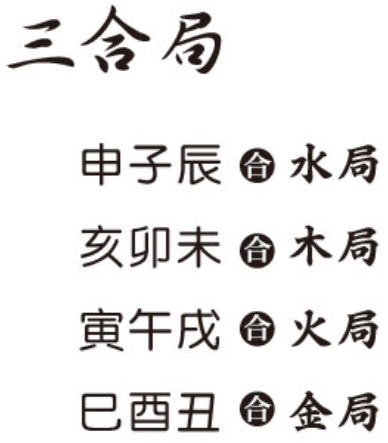 三合局
申子辰合水局
亥卯未合木局
寅午戌合火局
巳酉丑合金局